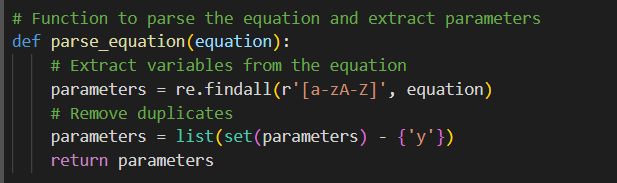 # Function to parse the equation and extract parameters
def parse_equation(equation):
    # Extract variables from the equation
    parameters = re.findall(r'[a-zA-Z]', equation)
    # Remove duplicates
    parameters = list(set(parameters) - {'y'})
    return parameters